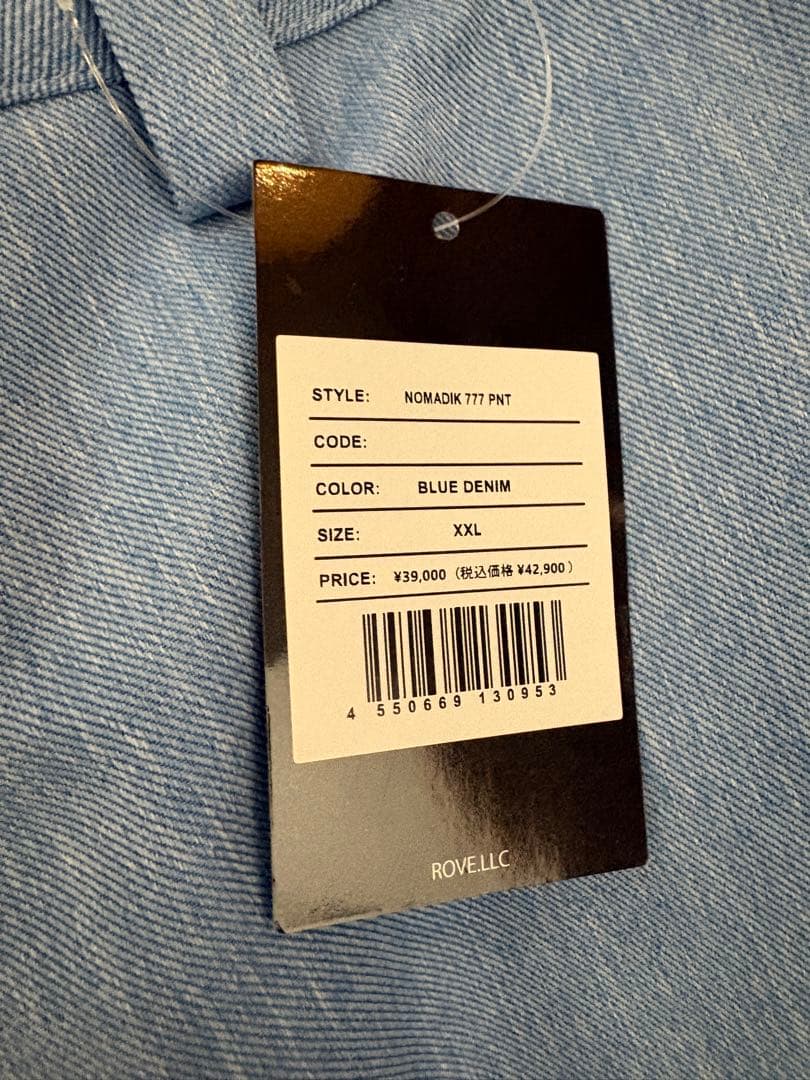 STYLE: NOMADIK 777 PNT
CODE:
COLOR: BLUE DENIM
SIZE: XXL
PRICE: ¥39,000（税込価格 ¥42,900）
4 550669 130953
ROVE.LLC